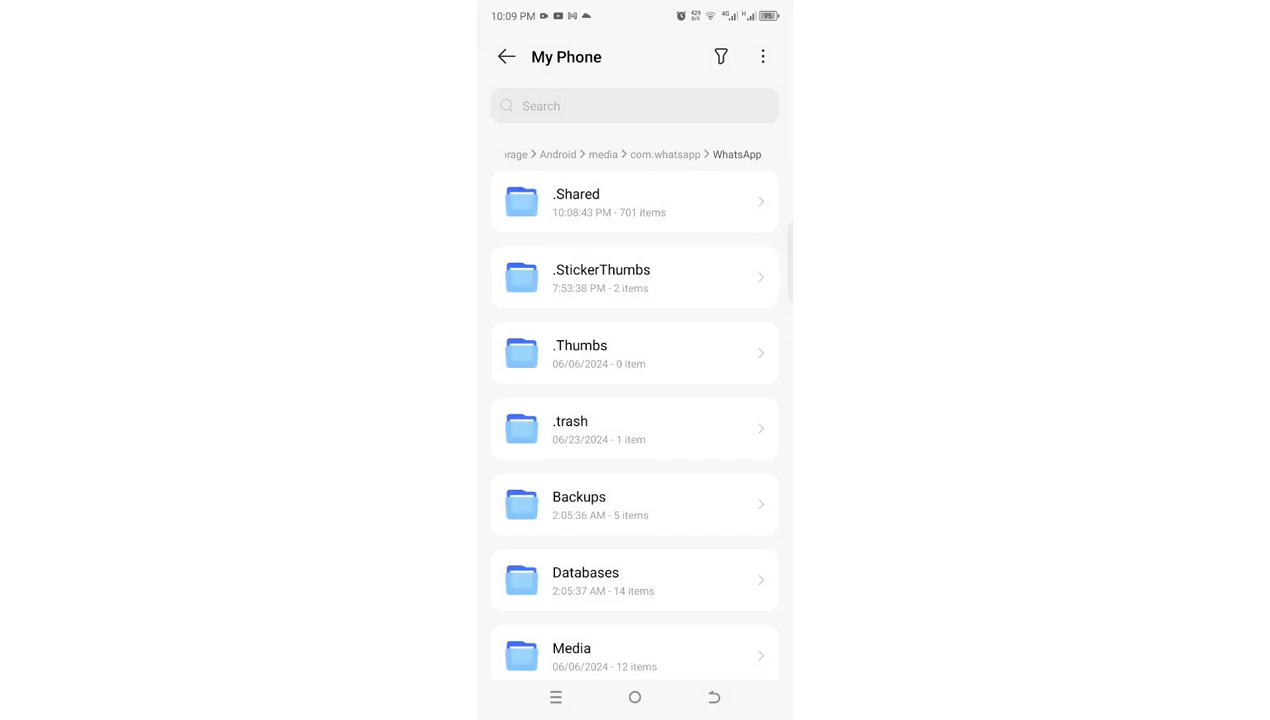 10:09 PM 429 B/S 4G H 95
My Phone
Search
rage > Android > media > com.whatsapp > WhatsApp
.Shared
10:08:43 PM - 701 items
.StickerThumbs
7:53:38 PM - 2 items
.Thumbs
06/06/2024 - 0 item
.trash
06/23/2024 - 1 item
Backups
2:05:36 AM - 5 items
Databases
2:05:37 AM - 14 items
Media
06/06/2024 - 12 items